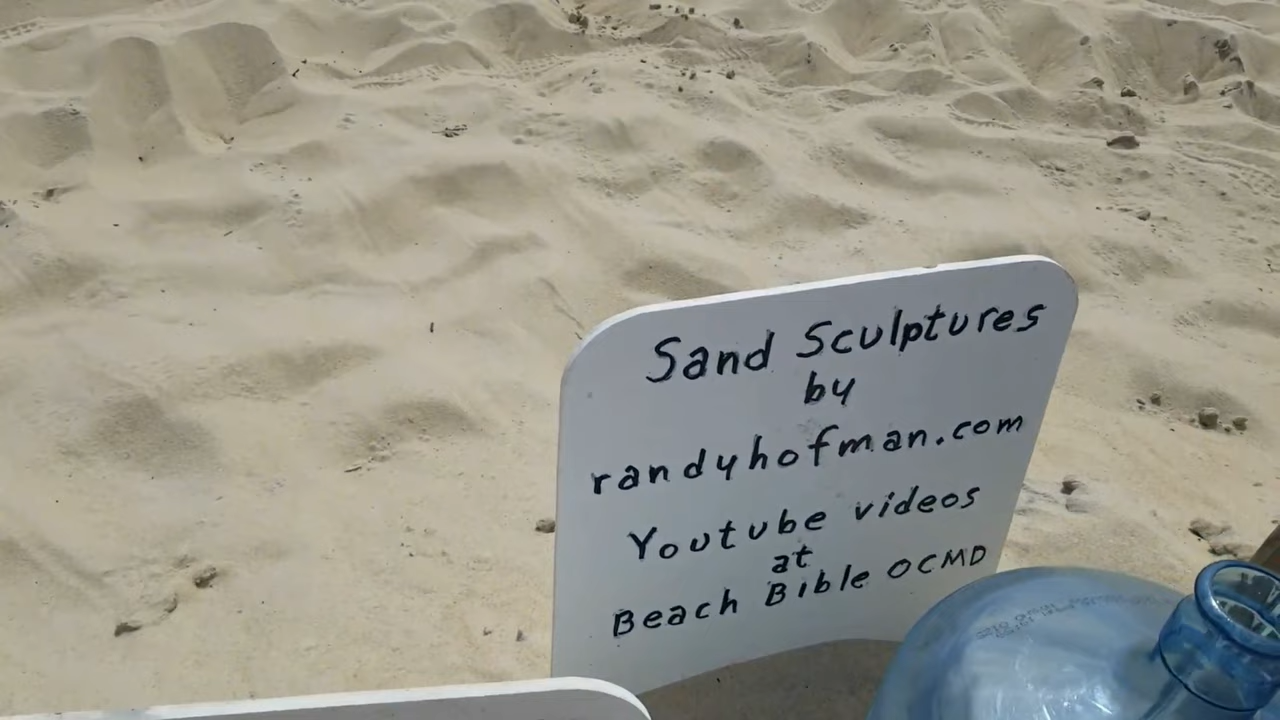 Sand Sculptures
by
randyhofman.com
Youtube videos
at
Beach Bible OCMD